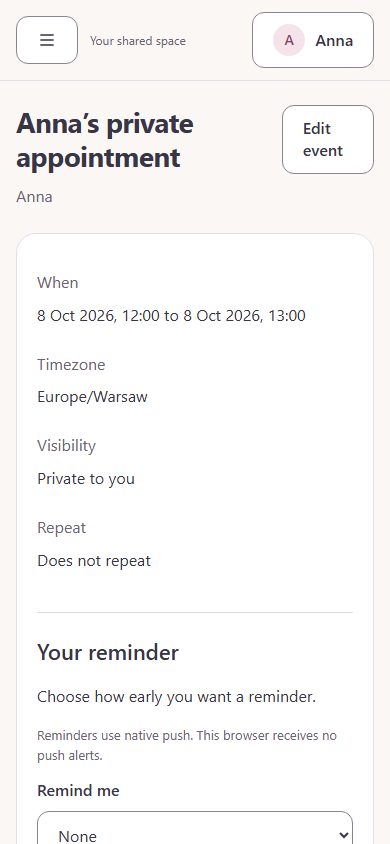 Your shared space
A
Anna
Anna’s private
appointment
Edit
event
Anna
When
8 Oct 2026, 12:00 to 8 Oct 2026, 13:00
Timezone
Europe/Warsaw
Visibility
Private to you
Repeat
Does not repeat
Your reminder
Choose how early you want a reminder.
Reminders use native push. This browser receives no
push alerts.
Remind me
None